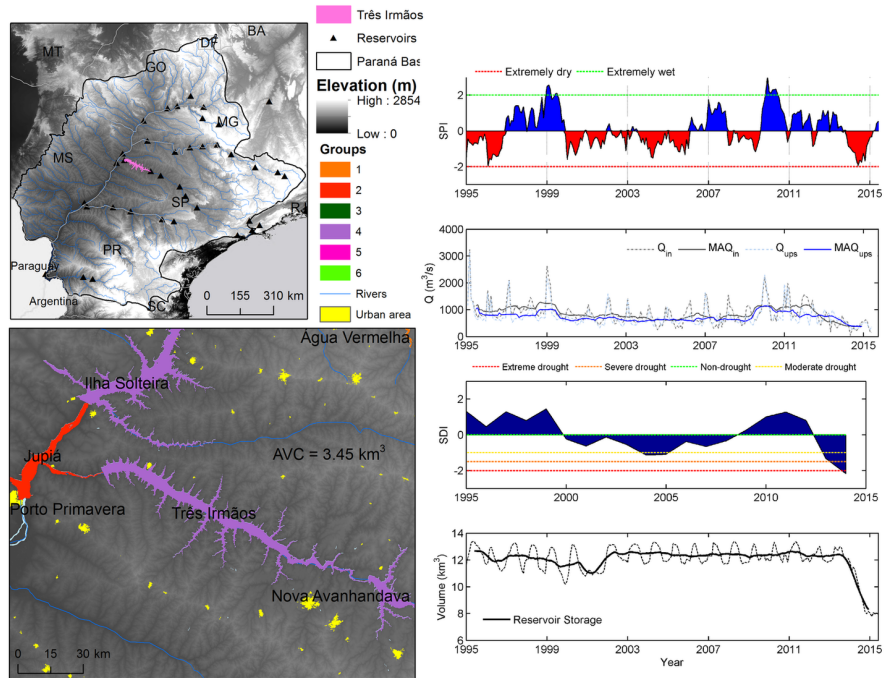 Três Irmãos
Reservoirs
Paraná Bas
Elevation (m)
High : 2854
Low : 0
Groups
1
2
3
4
5
6
Rivers
Urban area
BA
MT
DF
GO
MG
MS
SP
R
PR
Paraguay
Argentina
SC
0 155 310 km
Água Vermelha
Ilha Solteira
AVC = 3.45 km³
Jupiá
Porto Primavera
Três Irmãos
Nova Avanhandava
0 15 30 km
Extremely dry
Extremely wet
SPI
2
0
-2
1995 1999 2003 2007 2011 2015
Q (m³/s)
4000
3000
2000
1000
0
Qin MAQin Qups MAQups
1995 1999 2003 2007 2011 2015
Extreme drought Severe drought Non-drought Moderate drought
SDI
2
0
-2
1995 2000 2005 2010 2015
Volume (km³)
14
12
10
8
6
Reservoir Storage
1995 1999 2003 2007 2011 2015
Year